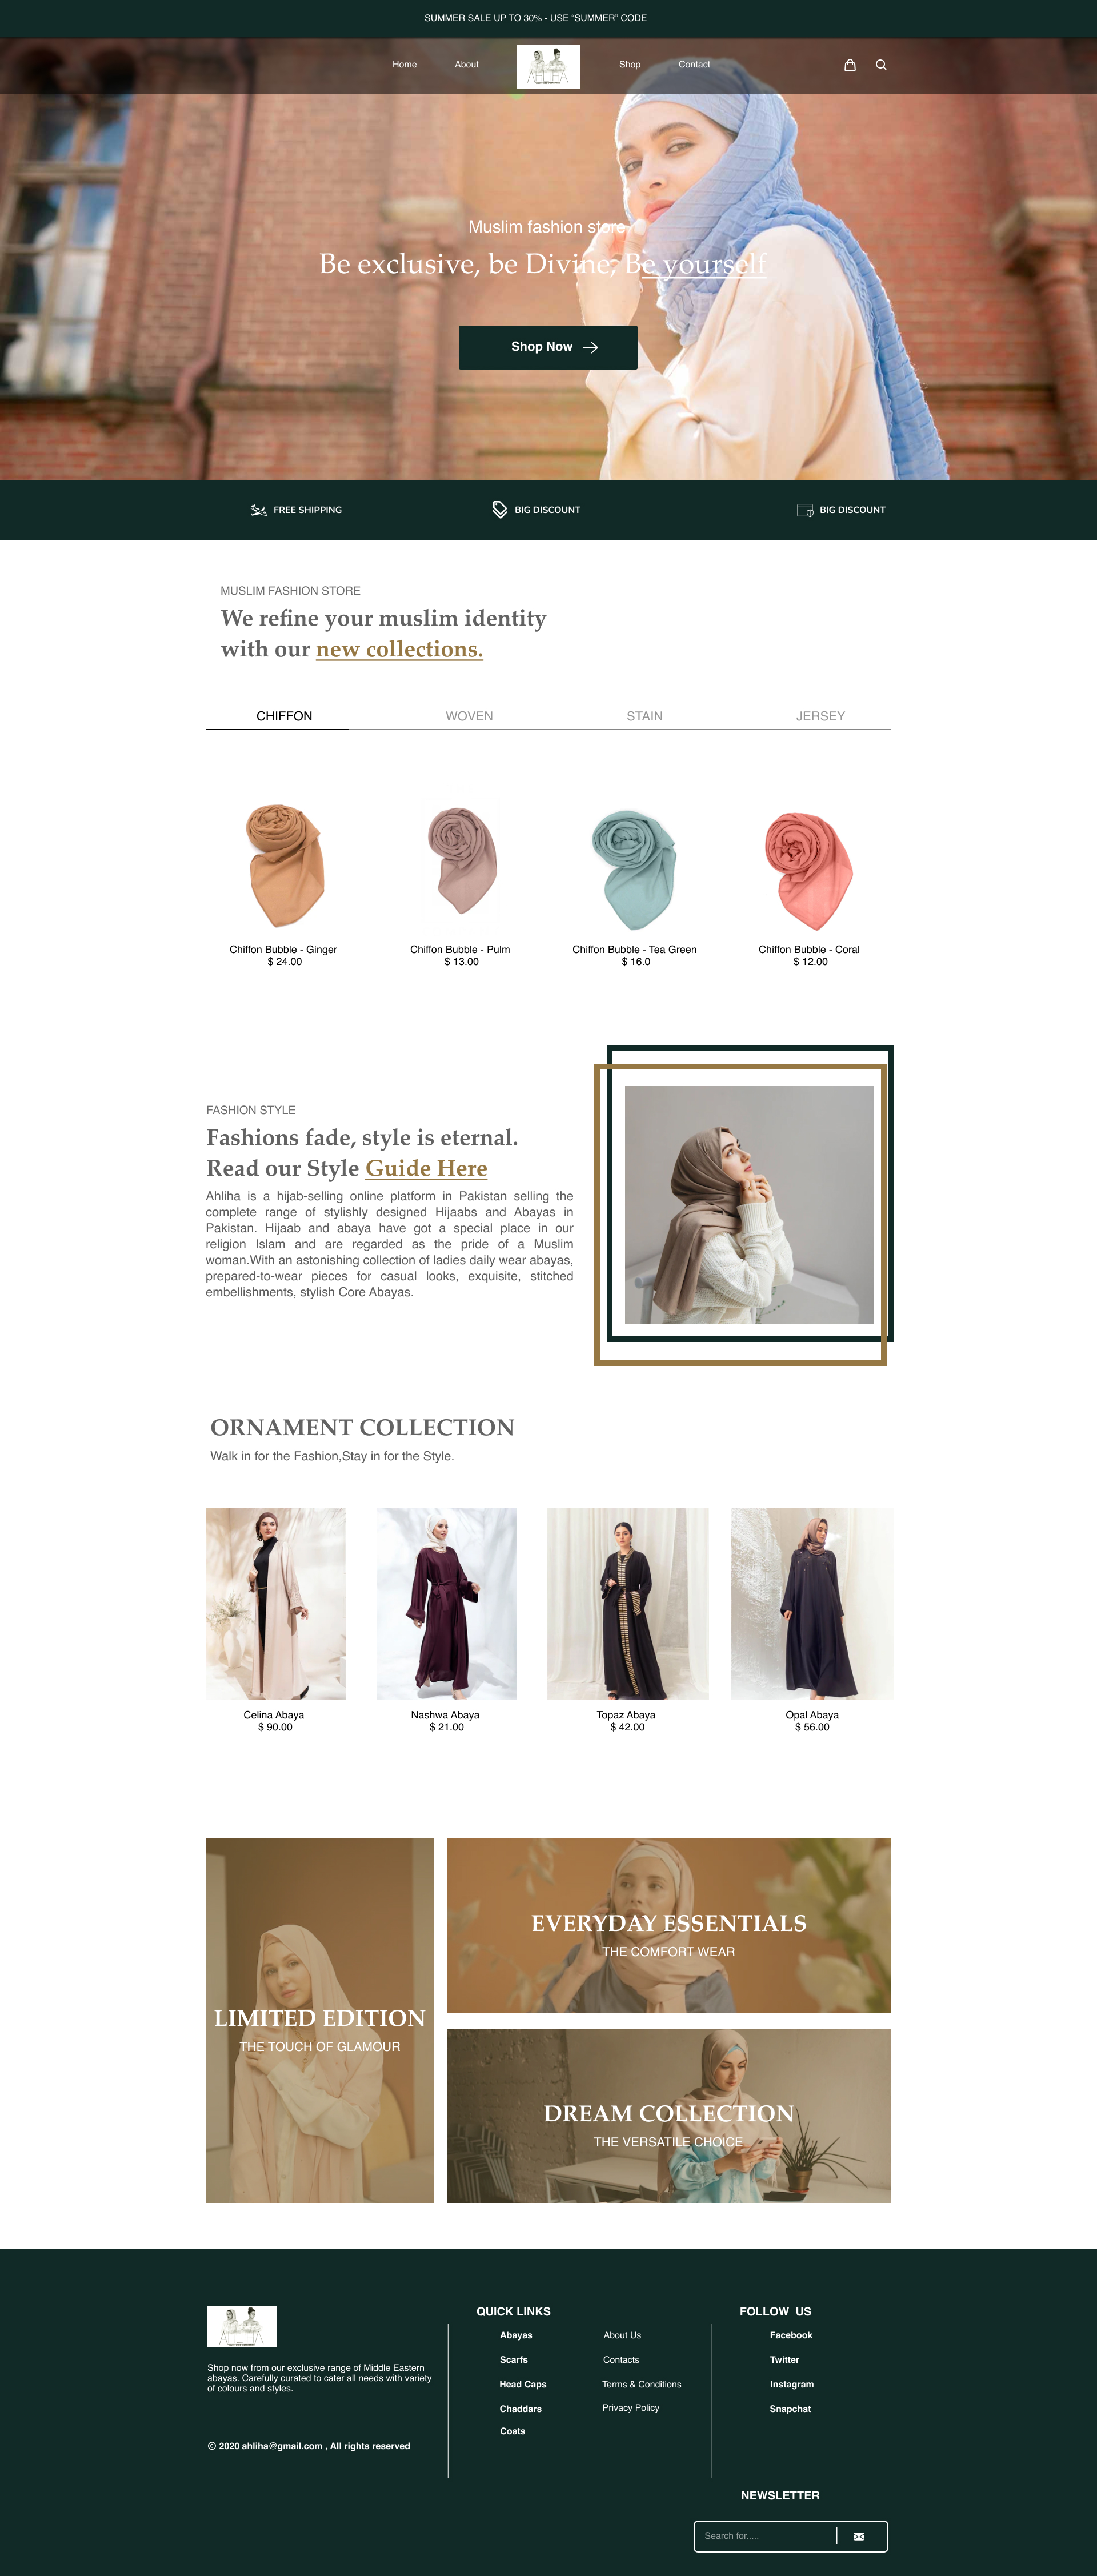 SUMMER SALE UP TO 30% - USE “SUMMER” CODE
Home About AHLIHA Shop Contact
Muslim fashion store
Be exclusive, be Divine, Be yourself
Shop Now
FREE SHIPPING BIG DISCOUNT BIG DISCOUNT
MUSLIM FASHION STORE
We refine your muslim identity
with our new collections.
CHIFFON WOVEN STAIN JERSEY
Chiffon Bubble - Ginger Chiffon Bubble - Pulm Chiffon Bubble - Tea Green Chiffon Bubble - Coral
$ 24.00 $ 13.00 $ 16.0 $ 12.00
FASHION STYLE
Fashions fade, style is eternal.
Read our Style Guide Here
Ahliha is a hijab-selling online platform in Pakistan selling the
complete range of stylishly designed Hijaabs and Abayas in
Pakistan. Hijaab and abaya have got a special place in our
religion Islam and are regarded as the pride of a Muslim
woman.With an astonishing collection of ladies daily wear abayas,
prepared-to-wear pieces for casual looks, exquisite, stitched
embellishments, stylish Core Abayas.
ORNAMENT COLLECTION
Walk in for the Fashion,Stay in for the Style.
Celina Abaya Nashwa Abaya Topaz Abaya Opal Abaya
$ 90.00 $ 21.00 $ 42.00 $ 56.00
LIMITED EDITION
THE TOUCH OF GLAMOUR
EVERYDAY ESSENTIALS
THE COMFORT WEAR
DREAM COLLECTION
THE VERSATILE CHOICE
AHLIHA
Shop now from our exclusive range of Middle Eastern
abayas. Carefully curated to cater all needs with variety
of colours and styles.
© 2020 ahliha@gmail.com , All rights reserved
QUICK LINKS
Abayas About Us
Scarfs Contacts
Head Caps Terms & Conditions
Chaddars Privacy Policy
Coats
FOLLOW US
Facebook
Twitter
Instagram
Snapchat
NEWSLETTER
Search for.....